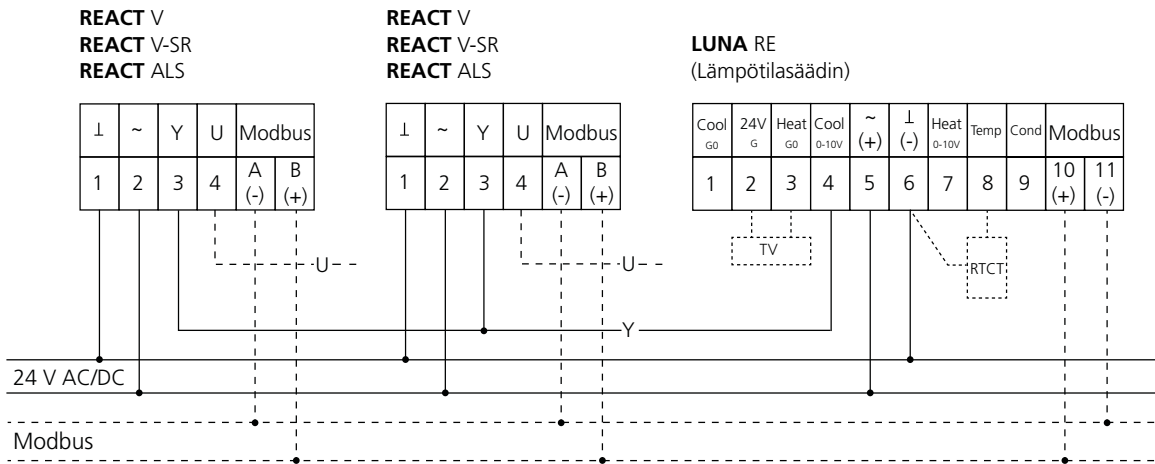 REACT V
REACT V-SR
REACT ALS
REACT V
REACT V-SR
REACT ALS
LUNA RE
(Lämpötilasäädin)
⊥ ~ Y U Modbus
1 2 3 4 A (-) B (+)
⊥ ~ Y U Modbus
1 2 3 4 A (-) B (+)
Cool G0 24V G Heat G0 Cool 0-10V ~ (+) ⊥ (-) Heat 0-10V Temp Cond Modbus
1 2 3 4 5 6 7 8 9 10 (+) 11 (-)
TV
RTCT
U
U
Y
24 V AC/DC
Modbus